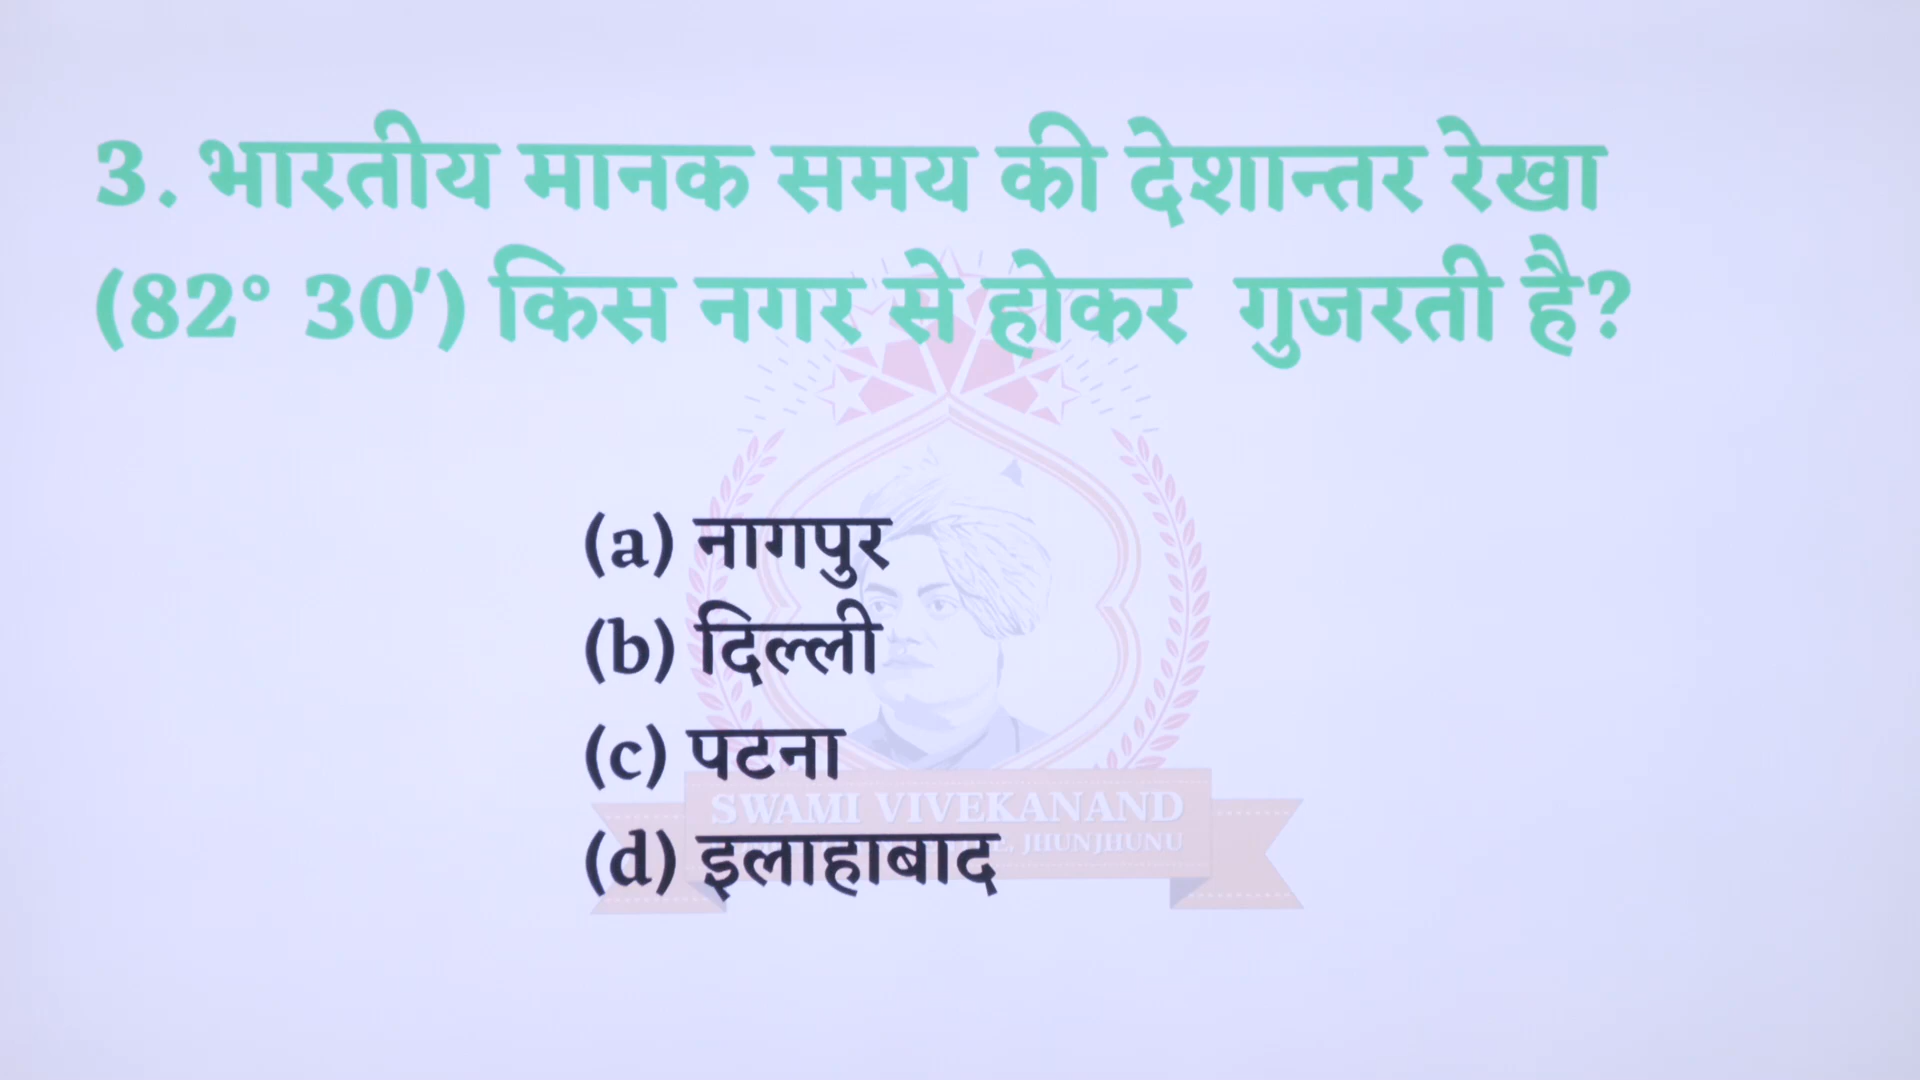 3. भारतीय मानक समय की देशान्तर रेखा
(82° 30′) किस नगर से होकर गुजरती है?
(a) नागपुर
(b) दिल्ली
(c) पटना
SWAMI VIVEKANAND
JHUNJHUNU
(d) इलाहाबाद